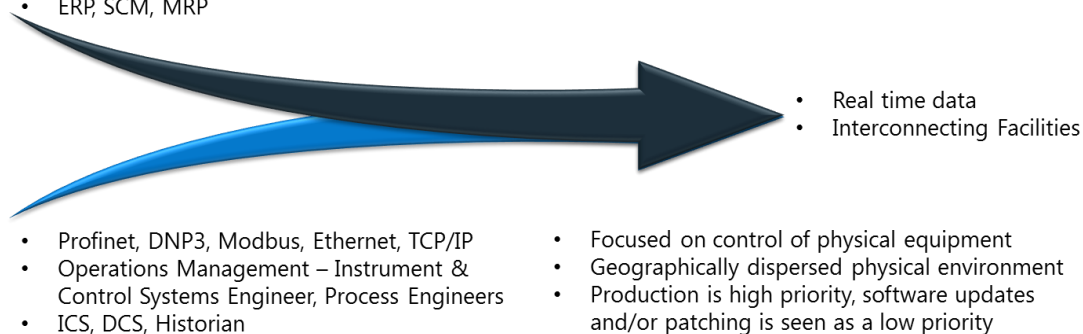 • ERP, SCM, MRP
• Real time data
• Interconnecting Facilities
• Profinet, DNP3, Modbus, Ethernet, TCP/IP
• Operations Management – Instrument &
Control Systems Engineer, Process Engineers
• ICS, DCS, Historian
• Focused on control of physical equipment
• Geographically dispersed physical environment
• Production is high priority, software updates
and/or patching is seen as a low priority